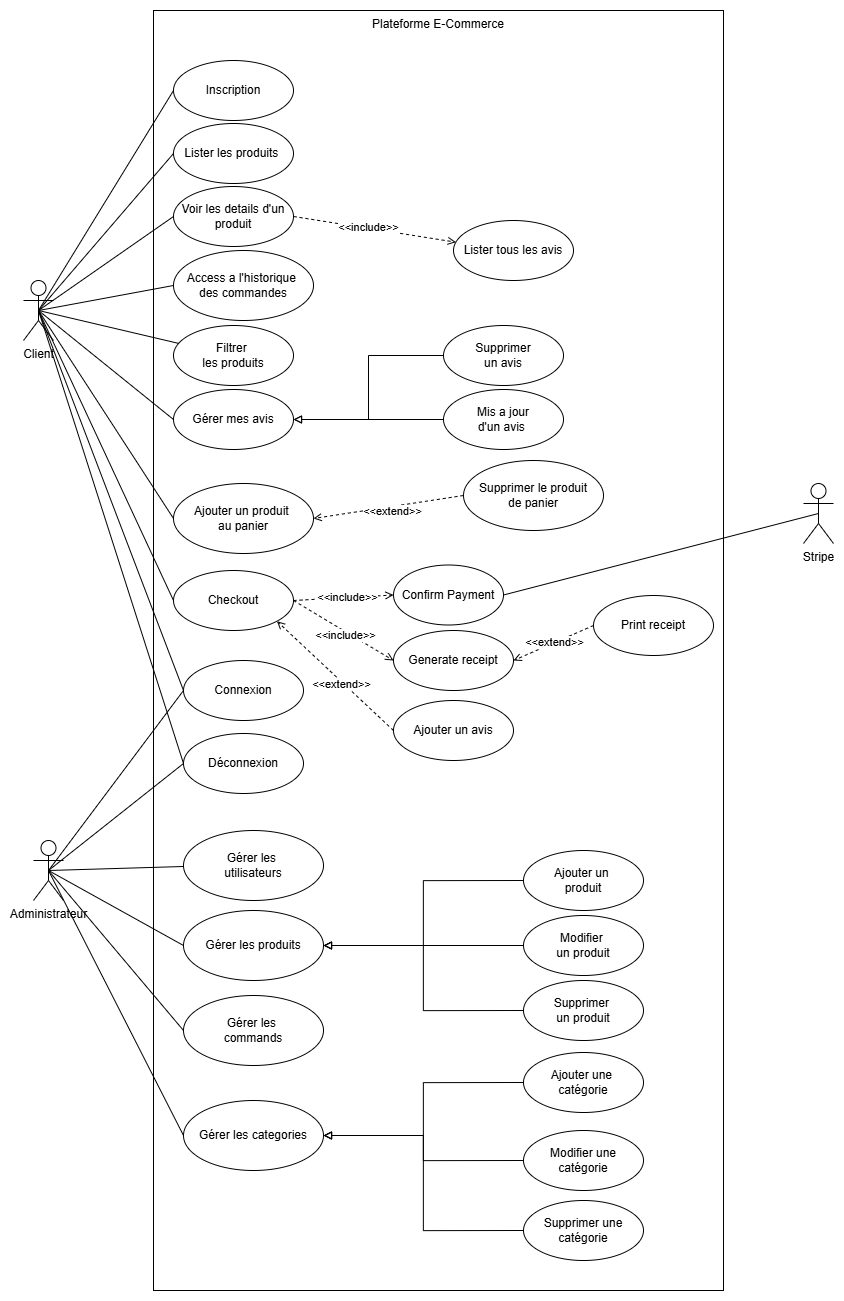 Plateforme E-Commerce
Inscription
Lister les produits
Voir les details d'un
produit
<<include>>
Lister tous les avis
Access a l'historique
des commandes
Client
Filtrer
les produits
Supprimer
un avis
Gérer mes avis
Mis a jour
d'un avis
Ajouter un produit
au panier
<<extend>>
Supprimer le produit
de panier
Stripe
Checkout
<<include>>
Confirm Payment
<<include>>
Generate receipt
<<extend>>
Print receipt
<<extend>>
Ajouter un avis
Connexion
Déconnexion
Administrateur
Gérer les
utilisateurs
Gérer les produits
Ajouter un
produit
Modifier
un produit
Supprimer
un produit
Gérer les
commands
Gérer les categories
Ajouter une
catégorie
Modifier une
catégorie
Supprimer une
catégorie